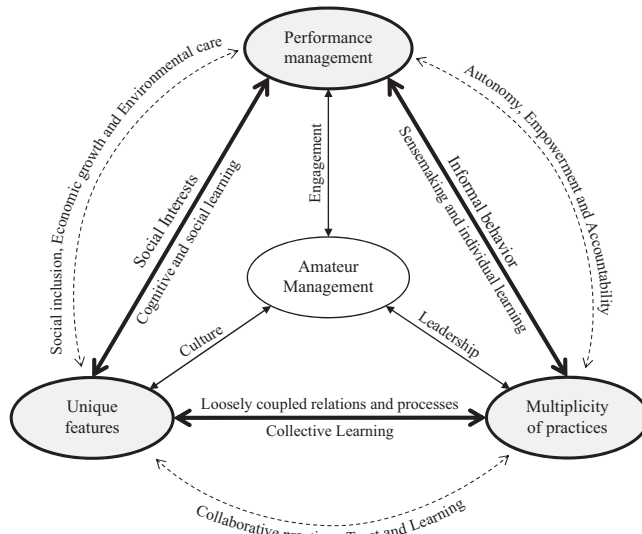 Performance
management
Social inclusion, Economic growth and Environmental care
Autonomy, Empowerment and Accountability
Social Interests
Cognitive and social learning
Engagement
Informal behavior
Sensemaking and individual learning
Amateur
Management
Culture
Leadership
Unique
features
Loosely coupled relations and processes
Collective Learning
Multiplicity
of practices
Collaborative Trust and Learning